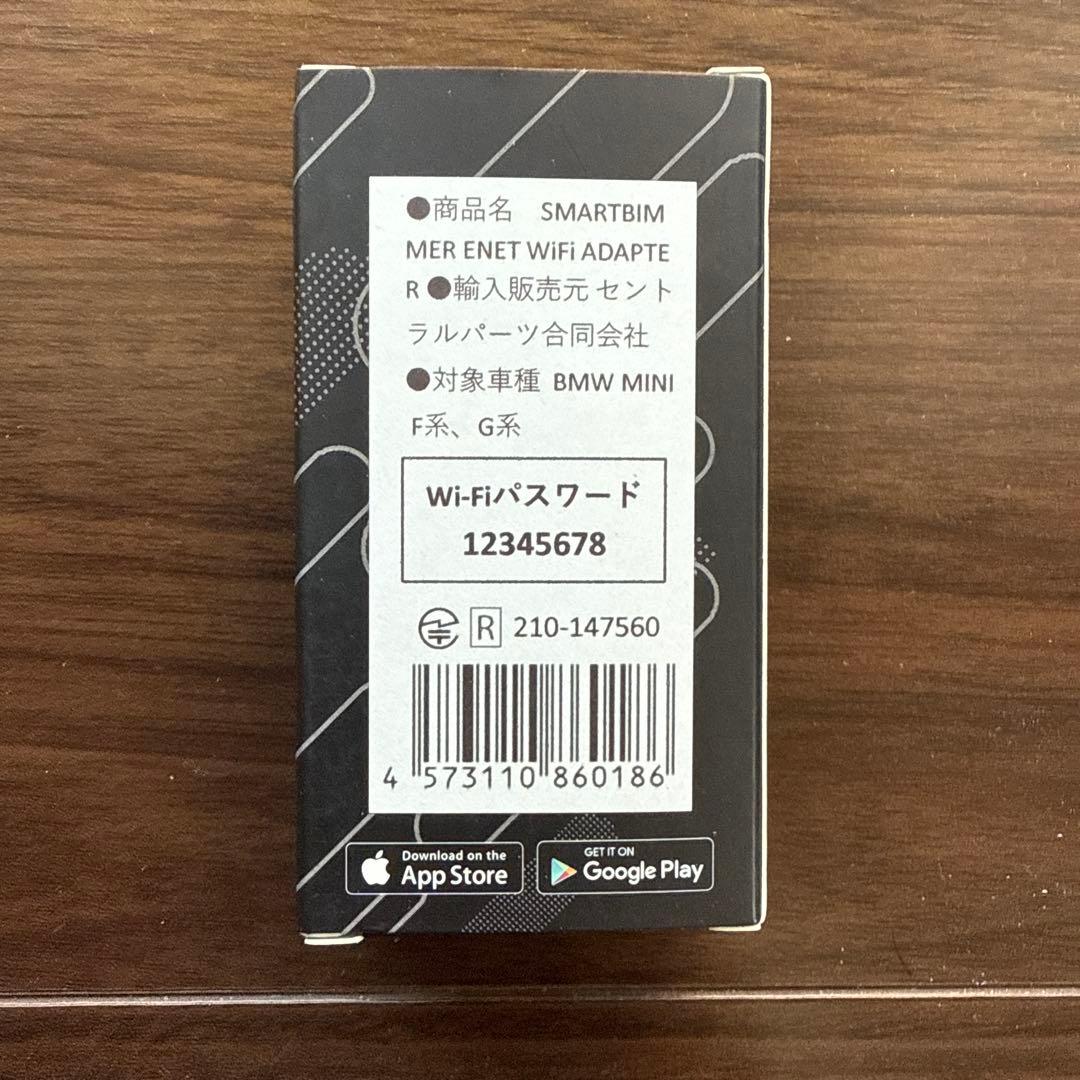 ●商品名 SMARTBIM
MER ENET WiFi ADAPTE
R ●輸入販売元 セント
ラルパーツ合同会社
●対象車種 BMW MINI
F系、G系
Wi-Fiパスワード
12345678
R 210-147560
4 573110 860186
Download on the
App Store
GET IT ON
Google Play